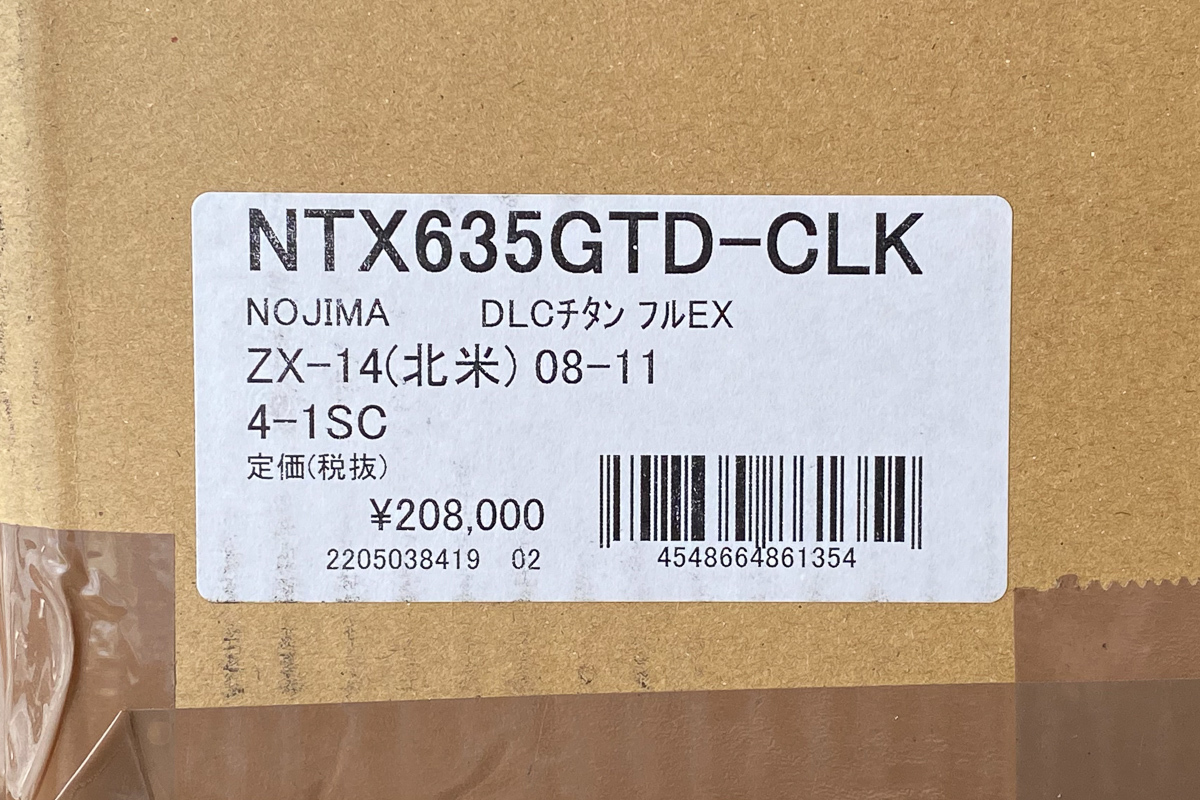 NTX635GTD-CLK
NOJIMA DLCﾁﾀﾝ ﾌﾙEX
ZX-14(北米) 08-11
4-1SC
定価(税抜)
¥208,000
2205038419 02
4548664861354